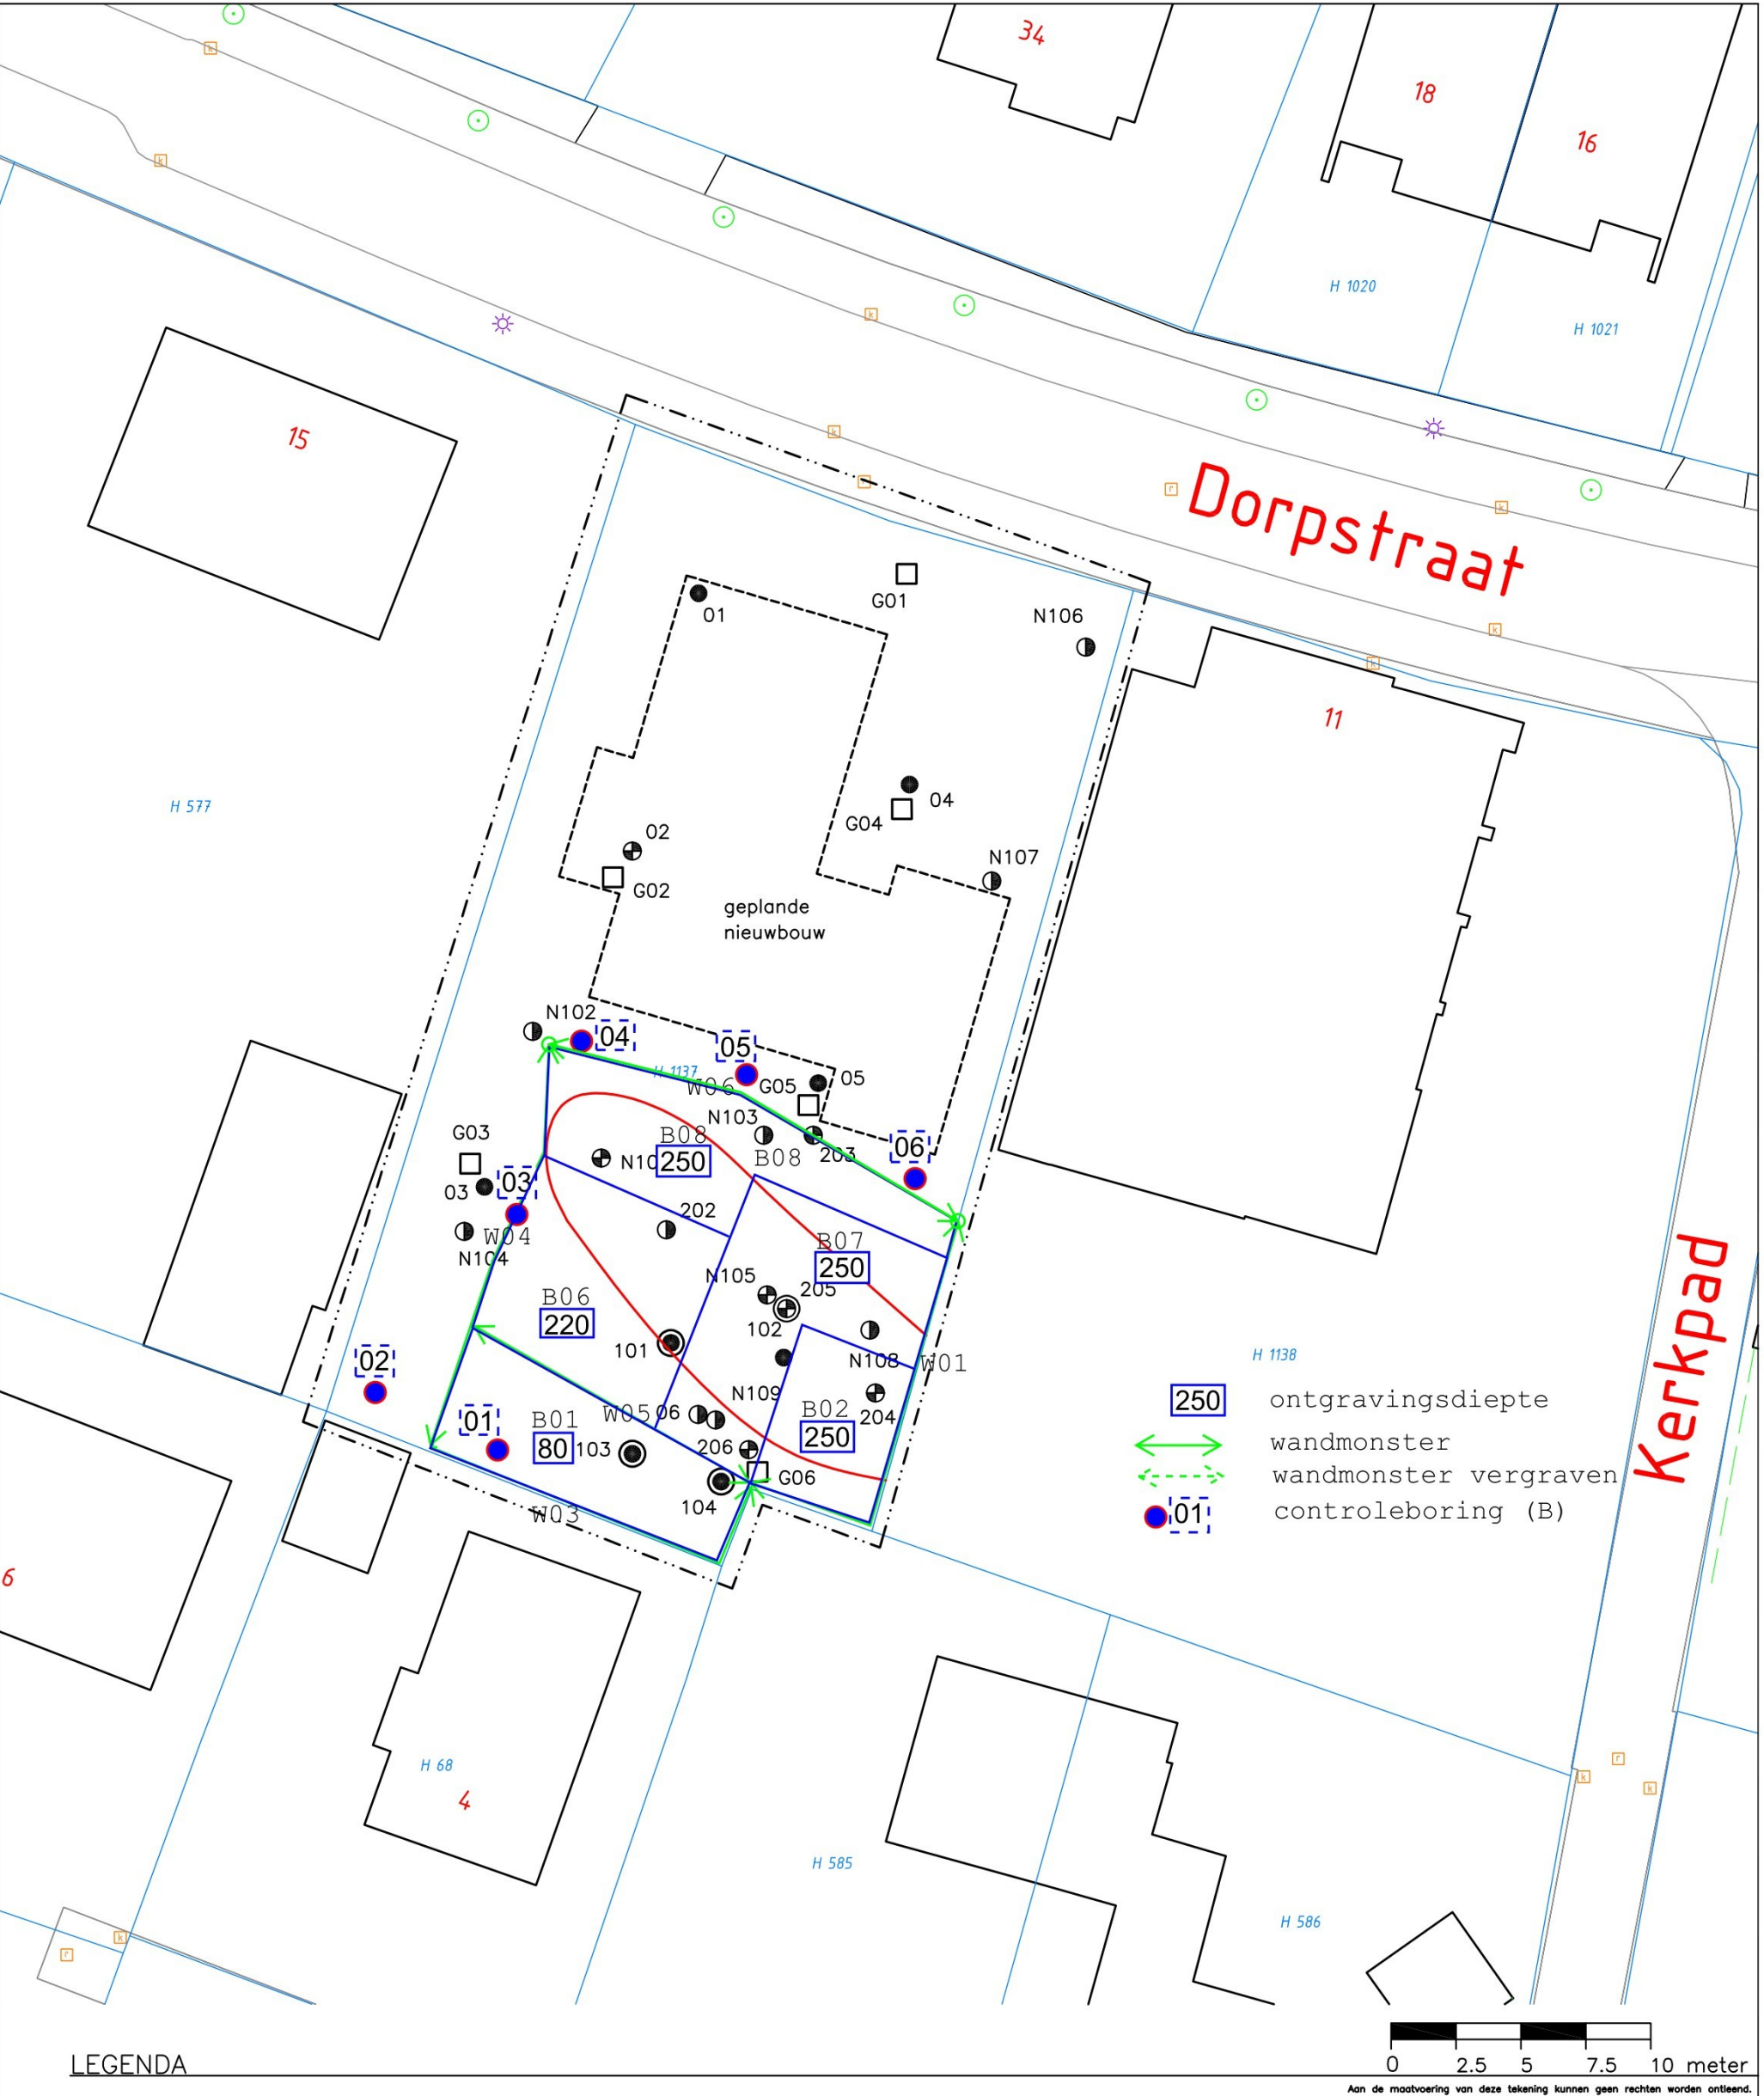 34
18
16
H 1020
H 1021
15
Dorpstraat
G01
01
N106
11
H 577
04
G04
02
N107
G02
geplande
nieuwbouw
N102
04
05
H 1137
W06
G05
05
N103
G03
B08
B08
203
06
N10
250
03
03
202
W04
N104
B07
250
N105
205
B06
220
102
101
N108
W01
H 1138
Kerkpad
02
N109
250 ontgravingsdiepte
01
B01
W05
06
B02
204
80
103
206
250
wandmonster
G06
wandmonster vergraven
104
W03
01 controleboring (B)
6
H 68
4
H 585
H 586
k
k
k
k
k
r
k
k
k
k
r
k
r
k
k
LEGENDA
0 2.5 5 7.5 10 meter
Aan de maatvoering van deze tekening kunnen geen rechten worden ontleend.